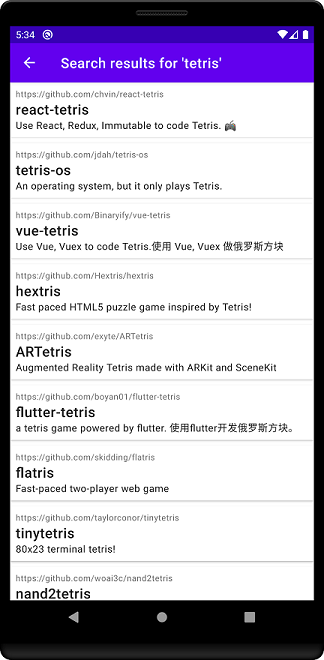 5:34
Search results for 'tetris'
https://github.com/chvin/react-tetris
react-tetris
Use React, Redux, Immutable to code Tetris. 🎮
https://github.com/jdah/tetris-os
tetris-os
An operating system, but it only plays Tetris.
https://github.com/Binaryify/vue-tetris
vue-tetris
Use Vue, Vuex to code Tetris.使用 Vue, Vuex 做俄罗斯方块
https://github.com/Hextris/hextris
hextris
Fast paced HTML5 puzzle game inspired by Tetris!
https://github.com/exyte/ARTetris
ARTetris
Augmented Reality Tetris made with ARKit and SceneKit
https://github.com/boyan01/flutter-tetris
flutter-tetris
a tetris game powered by flutter. 使用flutter开发俄罗斯方块。
https://github.com/skidding/flatris
flatris
Fast-paced two-player web game
https://github.com/taylorconor/tinytetris
tinytetris
80x23 terminal tetris!
https://github.com/woai3c/nand2tetris
nand2tetris